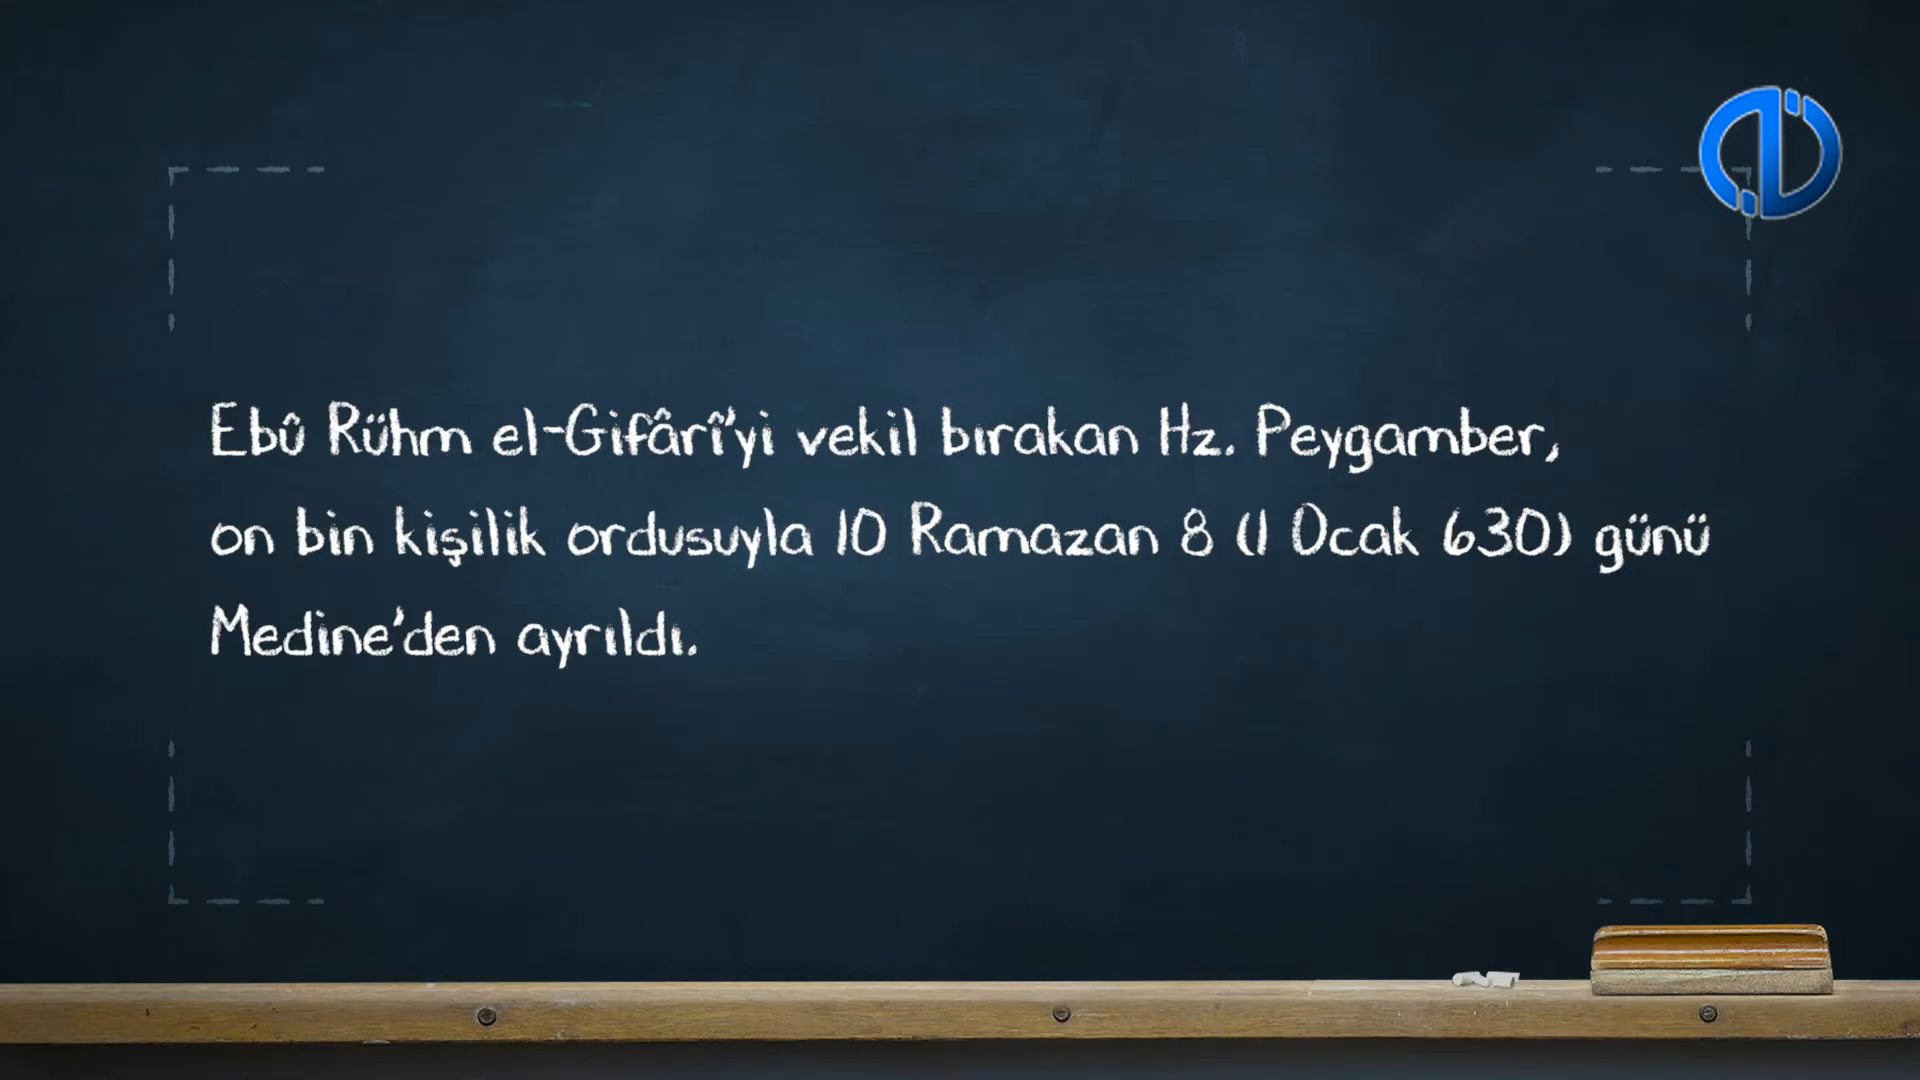 Ebû Rühm el-Gifârî'yi vekil bırakan Hz. Peygamber,
on bin kişilik ordusuyla 10 Ramazan 8 (1 Ocak 630) günü
Medine'den ayrıldı.